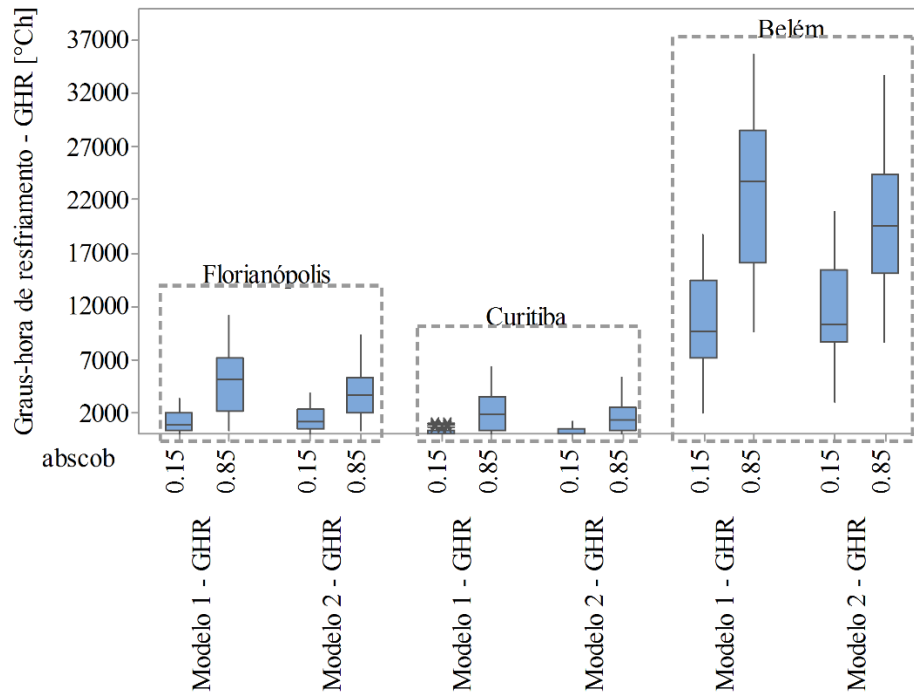 Graus-hora de resfriamento - GHR [°Ch]
37000
32000
27000
22000
17000
12000
7000
2000
Florianópolis
Curitiba
Belém
abscob
0.15
0.85
0.15
0.85
0.15
0.85
0.15
0.85
0.15
0.85
0.15
0.85
Modelo 1 - GHR
Modelo 2 - GHR
Modelo 1 - GHR
Modelo 2 - GHR
Modelo 1 - GHR
Modelo 2 - GHR